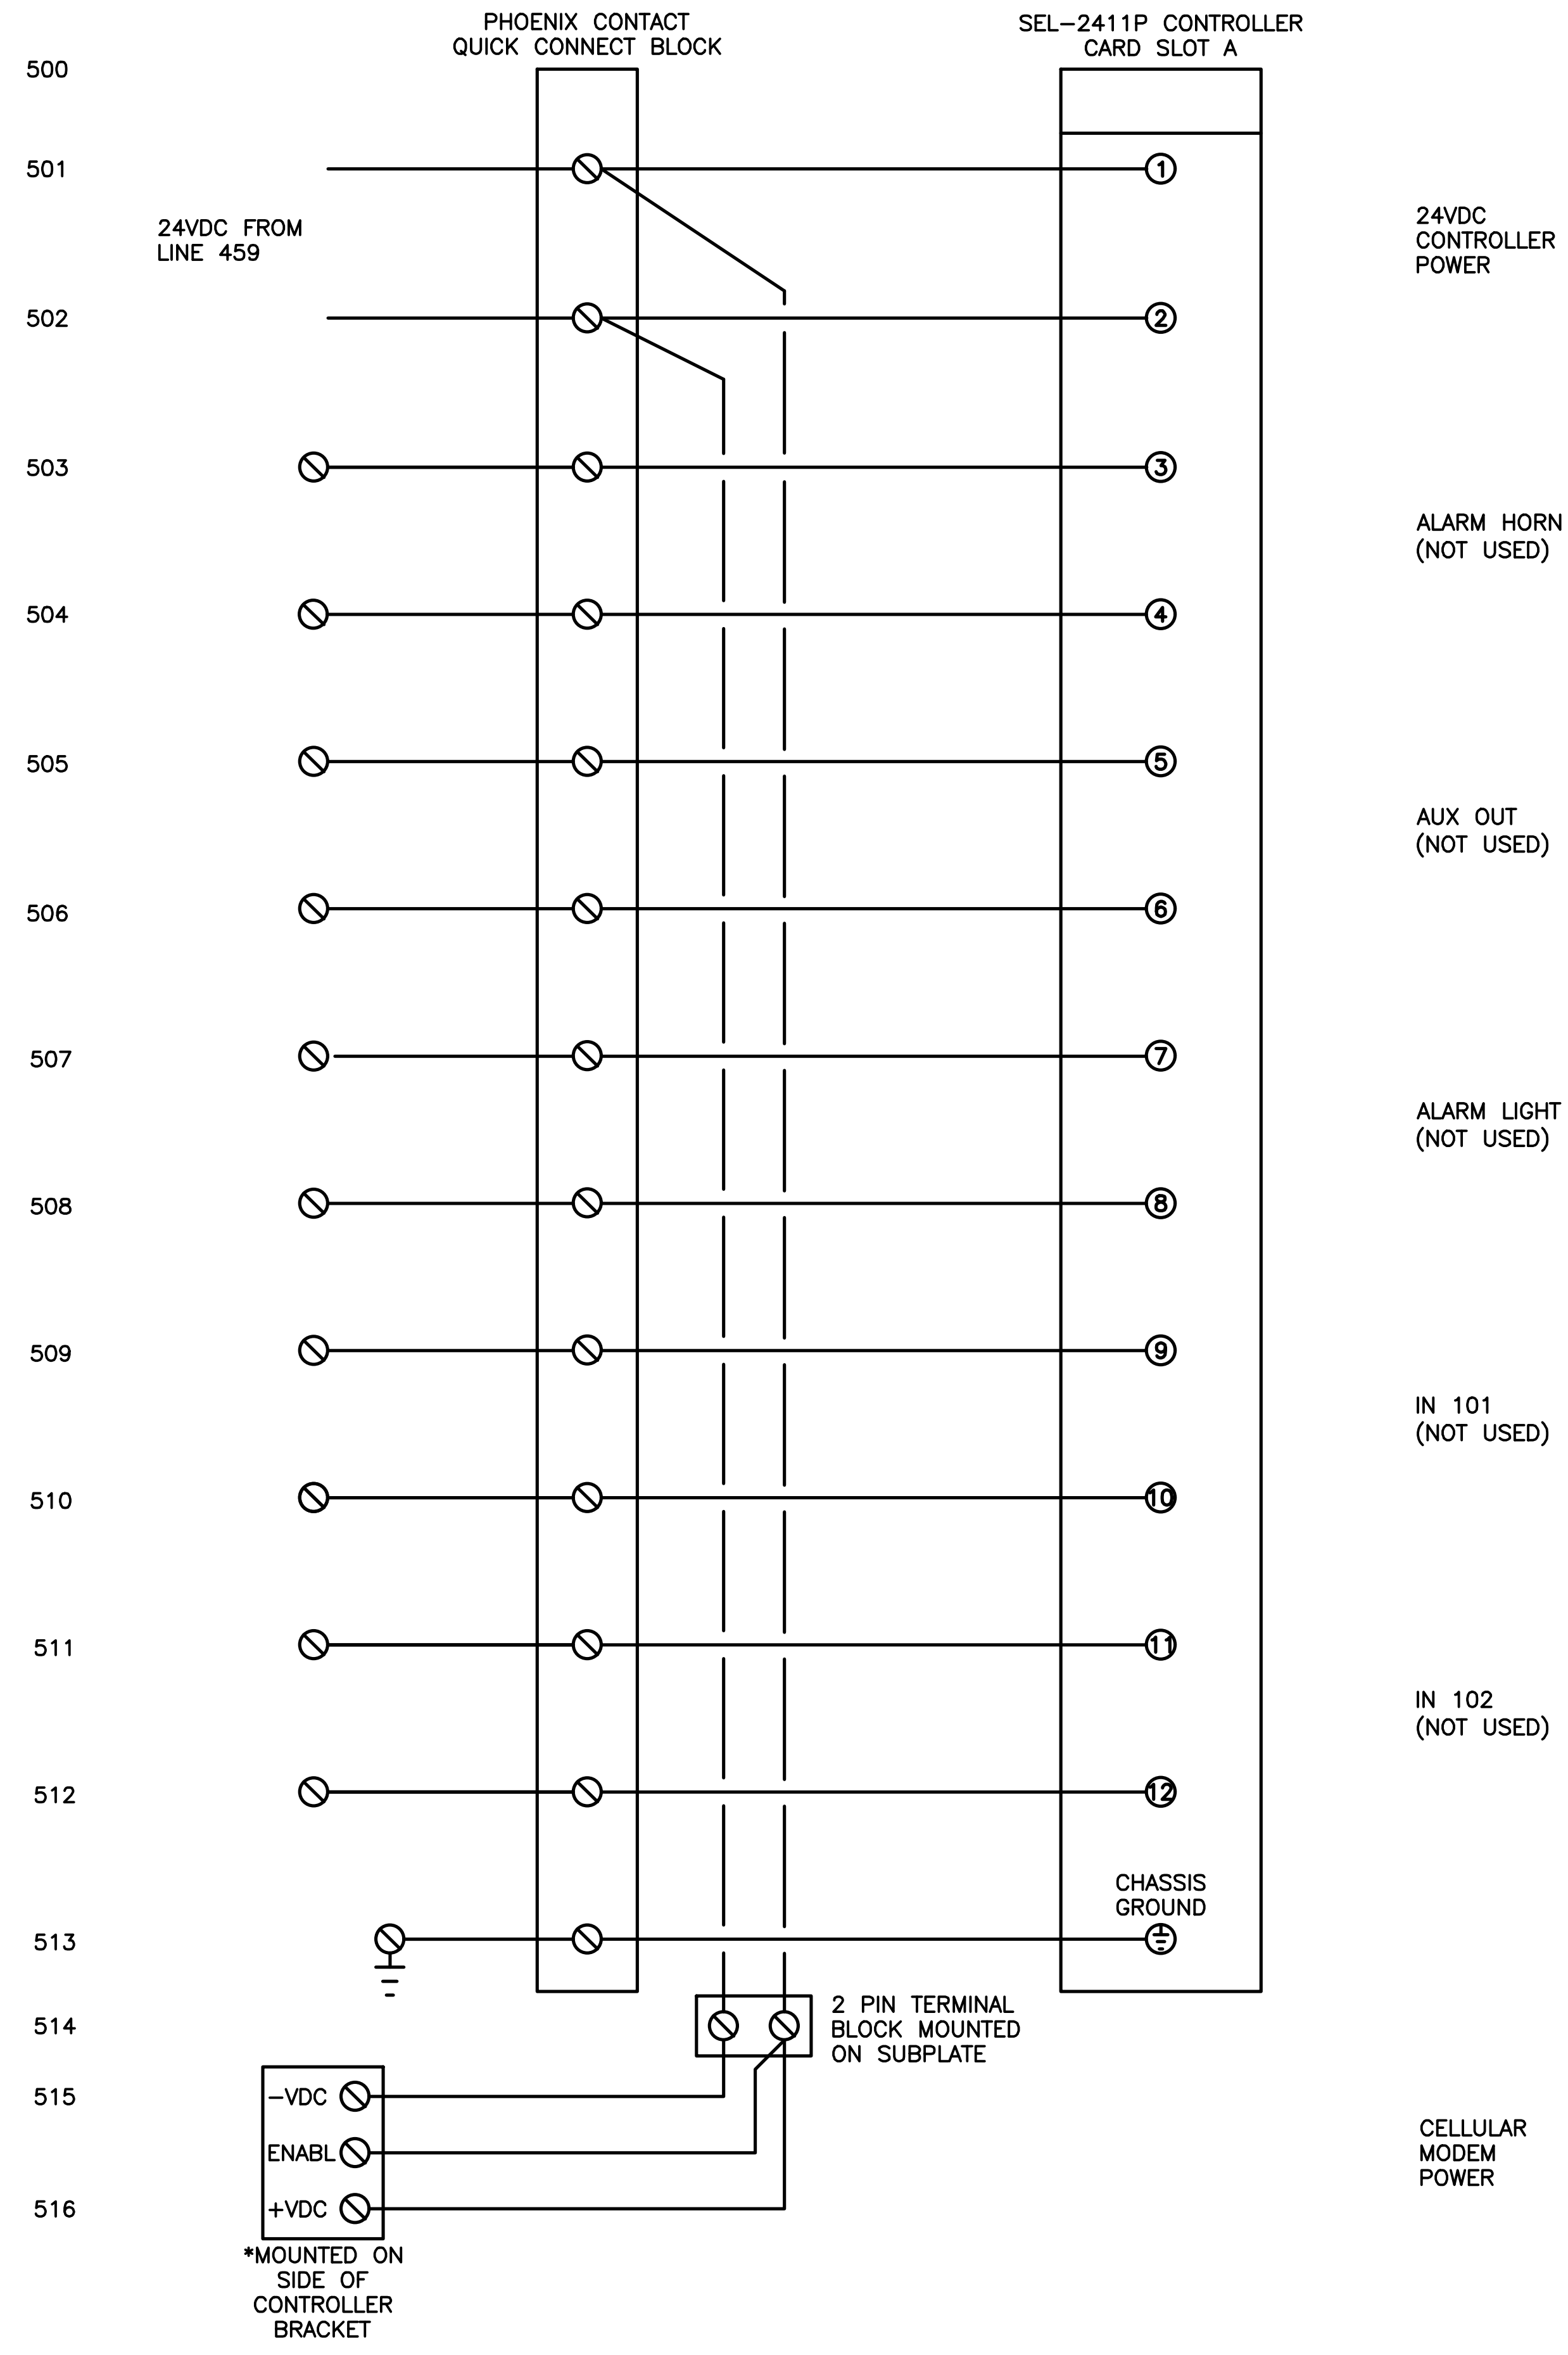 PHOENIX CONTACT
QUICK CONNECT BLOCK
SEL-2411P CONTROLLER
CARD SLOT A
500
501
1
24VDC FROM
LINE 459
24VDC
CONTROLLER
POWER
502
2
503
3
ALARM HORN
(NOT USED)
504
4
505
5
AUX OUT
(NOT USED)
506
6
507
7
ALARM LIGHT
(NOT USED)
508
8
509
9
IN 101
(NOT USED)
510
10
511
11
IN 102
(NOT USED)
512
12
CHASSIS
GROUND
513
514
2 PIN TERMINAL
BLOCK MOUNTED
ON SUBPLATE
515
-VDC
ENABL
CELLULAR
MODEM
POWER
516
+VDC
*MOUNTED ON
SIDE OF
CONTROLLER
BRACKET